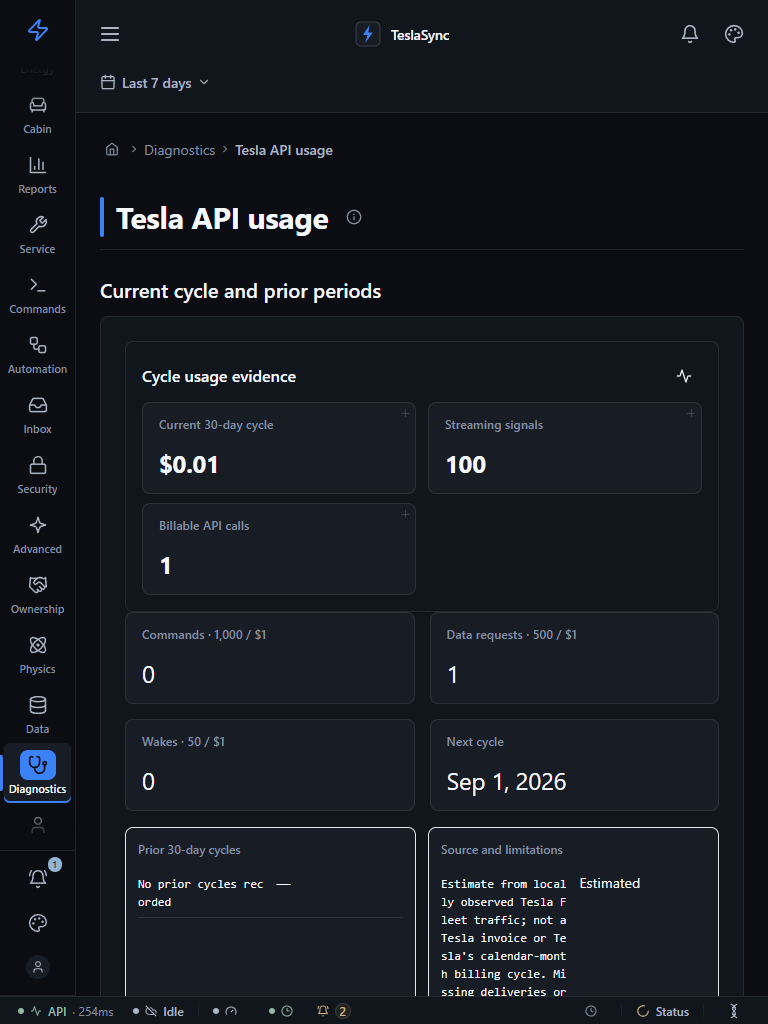 TeslaSync
Last 7 days
Energy
Cabin
Reports
Service
Commands
Automation
Inbox
Security
Advanced
Ownership
Physics
Data
Diagnostics
1
Diagnostics
Tesla API usage
Tesla API usage
Current cycle and prior periods
Cycle usage evidence
Current 30-day cycle
$0.01
Streaming signals
100
Billable API calls
1
Commands · 1,000 / $1
0
Data requests · 500 / $1
1
Wakes · 50 / $1
0
Next cycle
Sep 1, 2026
Prior 30-day cycles
No prior cycles rec —
orded
Source and limitations
Estimate from local Estimated
ly observed Tesla F
leet traffic; not a
Tesla invoice or Te
sla's calendar-mont
h billing cycle. Mi
ssing deliveries or
API · 254ms
Idle
2
Status